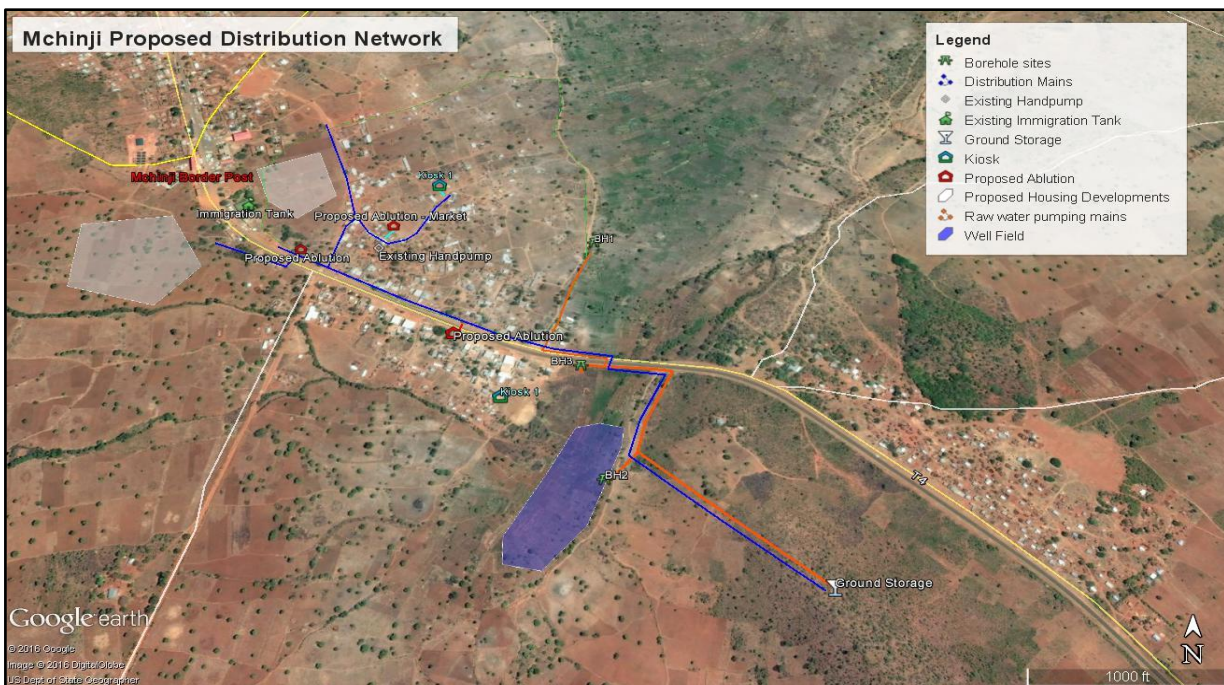 Mchinji Proposed Distribution Network
Legend
Borehole sites
Distribution Mains
Existing Handpump
Existing Immigration Tank
Ground Storage
Kiosk
Proposed Ablution
Proposed Housing Developments
Raw water pumping mains
Well Field
Mchinji Border Post
Kiosk 1
Immigration Tank
Proposed Ablution - Market
BH1
Proposed Ablution
Existing Handpump
Proposed Ablution
BH3
Kiosk 1
BH2
T4
Ground Storage
Google earth
© 2016 Google
Image © 2016 DigitalGlobe
US Dept of State Geographer
N
1000 ft